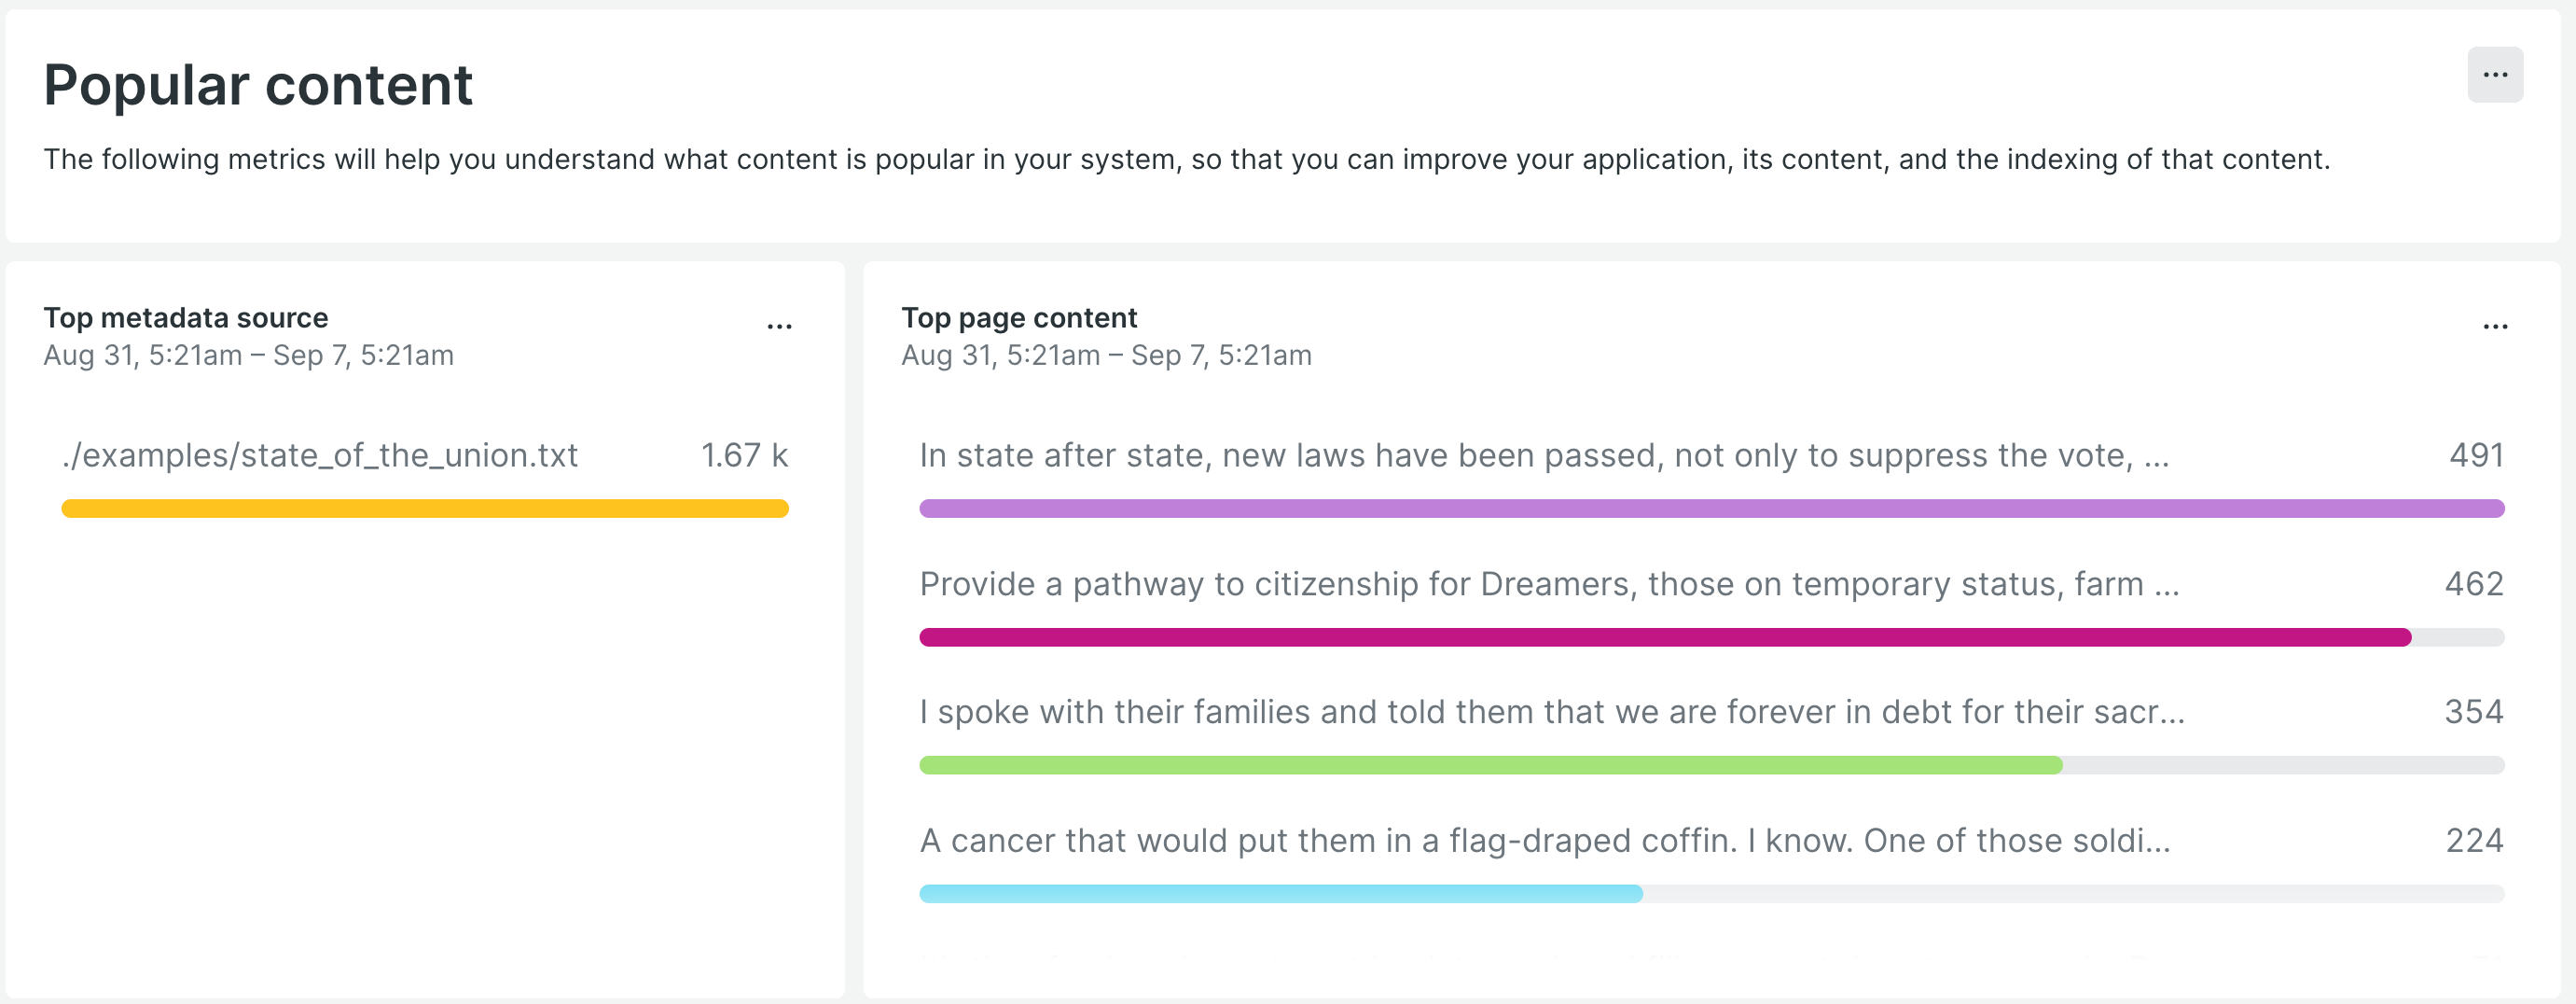 Popular content
...
The following metrics will help you understand what content is popular in your system, so that you can improve your application, its content, and the indexing of that content.
Top metadata source
...
Aug 31, 5:21am – Sep 7, 5:21am
./examples/state_of_the_union.txt 1.67 k
Top page content
...
Aug 31, 5:21am – Sep 7, 5:21am
In state after state, new laws have been passed, not only to suppress the vote, ... 491
Provide a pathway to citizenship for Dreamers, those on temporary status, farm ... 462
I spoke with their families and told them that we are forever in debt for their sacr... 354
A cancer that would put them in a flag-draped coffin. I know. One of those soldi... 224